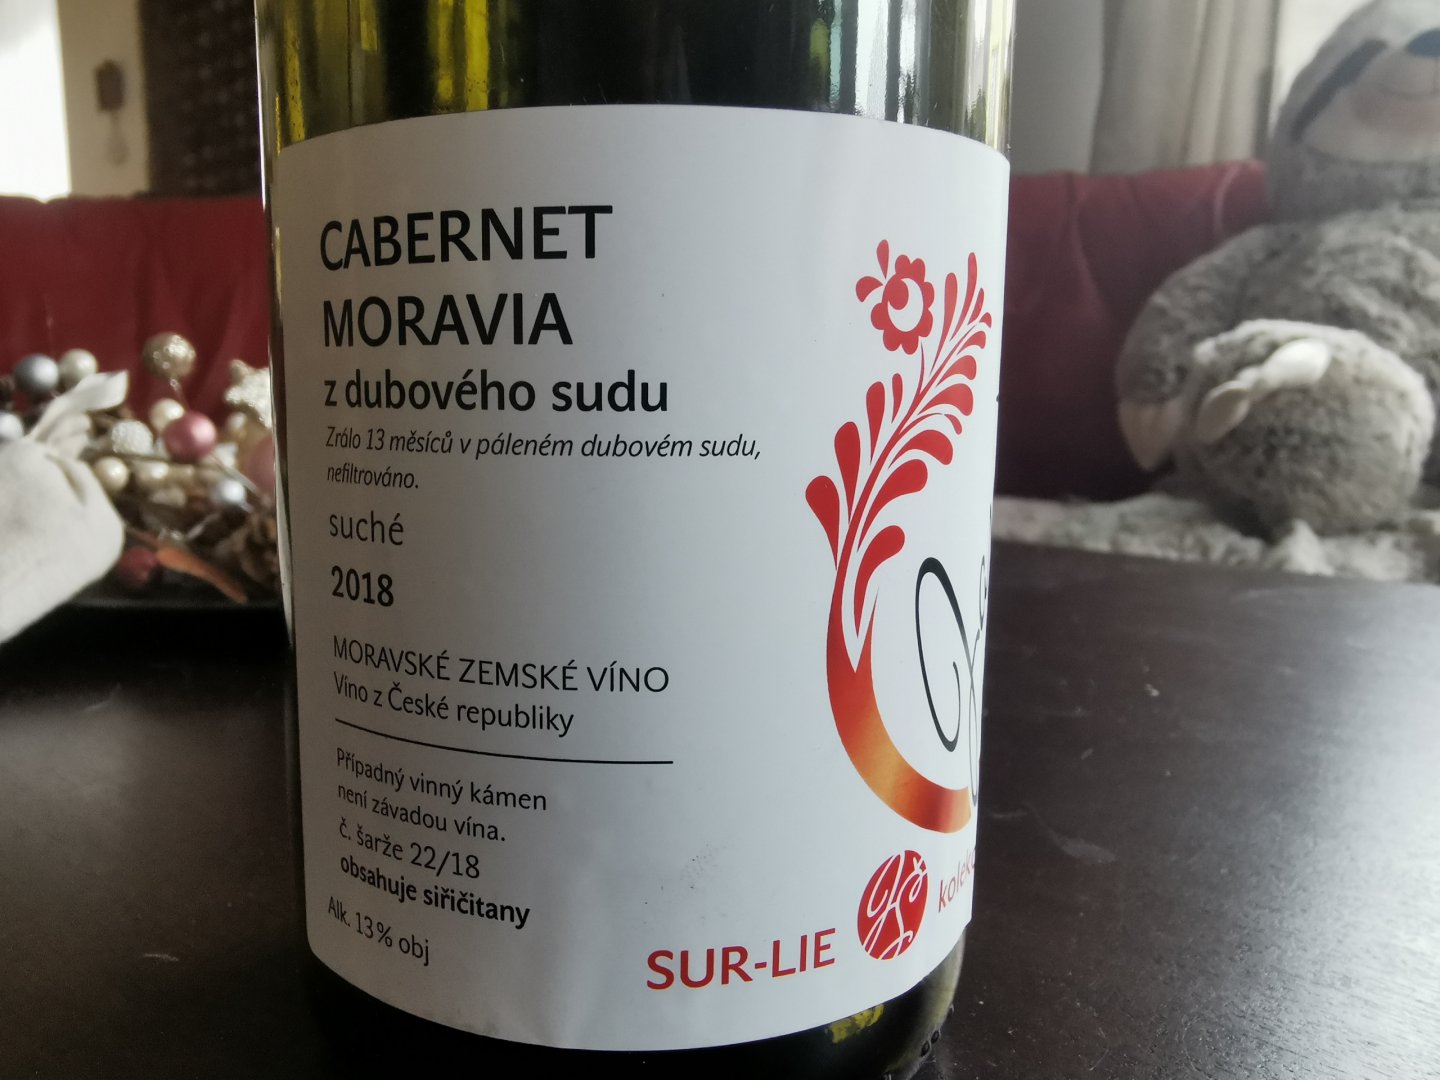 CABERNET
MORAVIA
z dubového sudu
Zrálo 13 měsíců v páleném dubovém sudu,
nefiltrováno.
suché
2018
MORAVSKÉ ZEMSKÉ VÍNO
Víno z České republiky
Případný vinný kámen
není závadou vína.
č. šarže 22/18
obsahuje siřičitany
Alk. 13 % obj
SUR-LIE